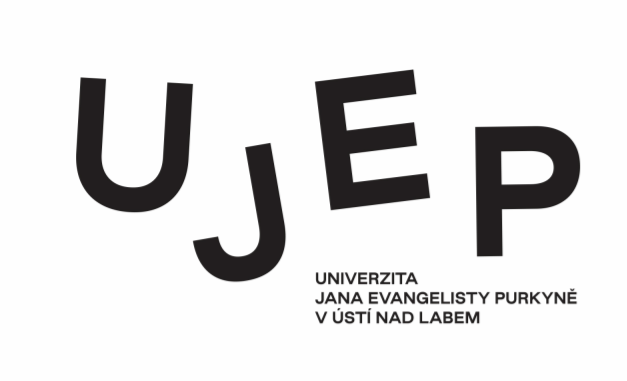 UJEP
UNIVERZITA
JANA EVANGELISTY PURKYNĚ
V ÚSTÍ NAD LABEM